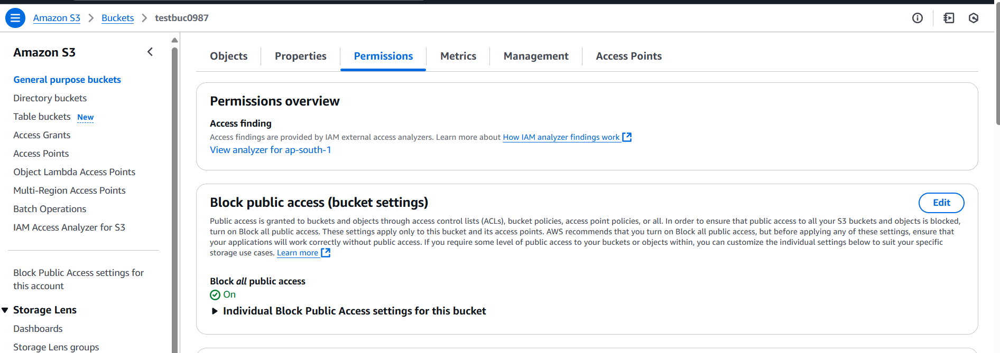 Amazon S3 > Buckets > testbuc0987
Amazon S3
General purpose buckets
Directory buckets
Table buckets New
Access Grants
Access Points
Object Lambda Access Points
Multi-Region Access Points
Batch Operations
IAM Access Analyzer for S3
Block Public Access settings for
this account
Storage Lens
Dashboards
Storage Lens groups
Objects Properties Permissions Metrics Management Access Points
Permissions overview
Access finding
Access findings are provided by IAM external access analyzers. Learn more about How IAM analyzer findings work
View analyzer for ap-south-1
Block public access (bucket settings)
Edit
Public access is granted to buckets and objects through access control lists (ACLs), bucket policies, access point policies, or all. In order to ensure that public access to all your S3 buckets and objects is blocked,
turn on Block all public access. These settings apply only to this bucket and its access points. AWS recommends that you turn on Block all public access, but before applying any of these settings, ensure that
your applications will work correctly without public access. If you require some level of public access to your buckets or objects within, you can customize the individual settings below to suit your specific
storage use cases. Learn more
Block all public access
On
Individual Block Public Access settings for this bucket